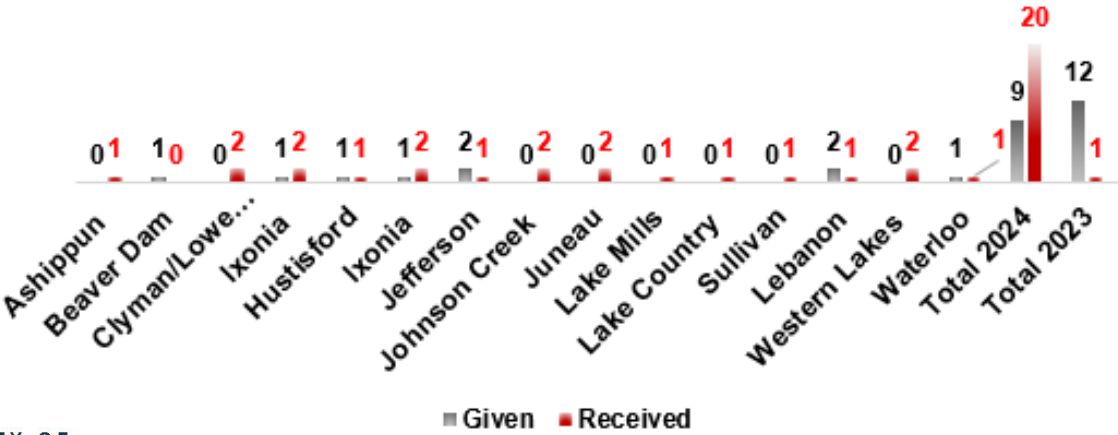 20
12
9
0 1
1 0
0 2
1 2
1 1
1 2
2 1
0 2
0 2
0 1
0 1
0 1
2 1
0 2
1 1
1
Ashippun
Beaver Dam
Clyman/Lowe...
Ixonia
Hustisford
Ixonia
Jefferson
Johnson Creek
Juneau
Lake Mills
Lake Country
Sullivan
Lebanon
Western Lakes
Waterloo
Total 2024
Total 2023
Given Received